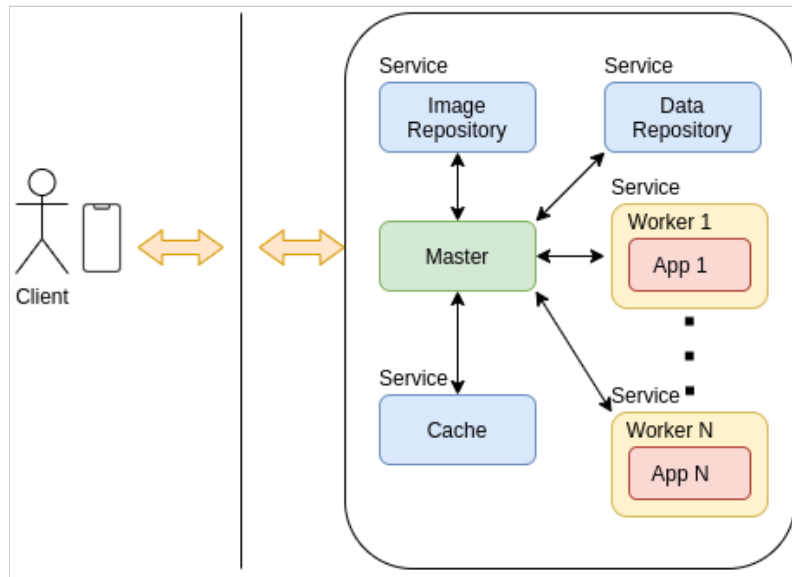 Service
Image
Repository
Service
Data
Repository
Service
Worker 1
App 1
Master
Client
Service
Cache
Service
Worker N
App N